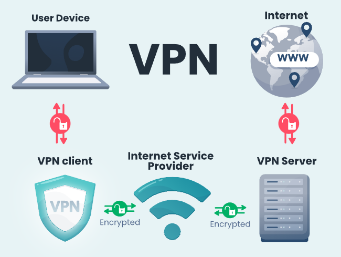 User Device
VPN
Internet
WWW
VPN client
Internet Service
Provider
VPN Server
VPN
Encrypted
Encrypted